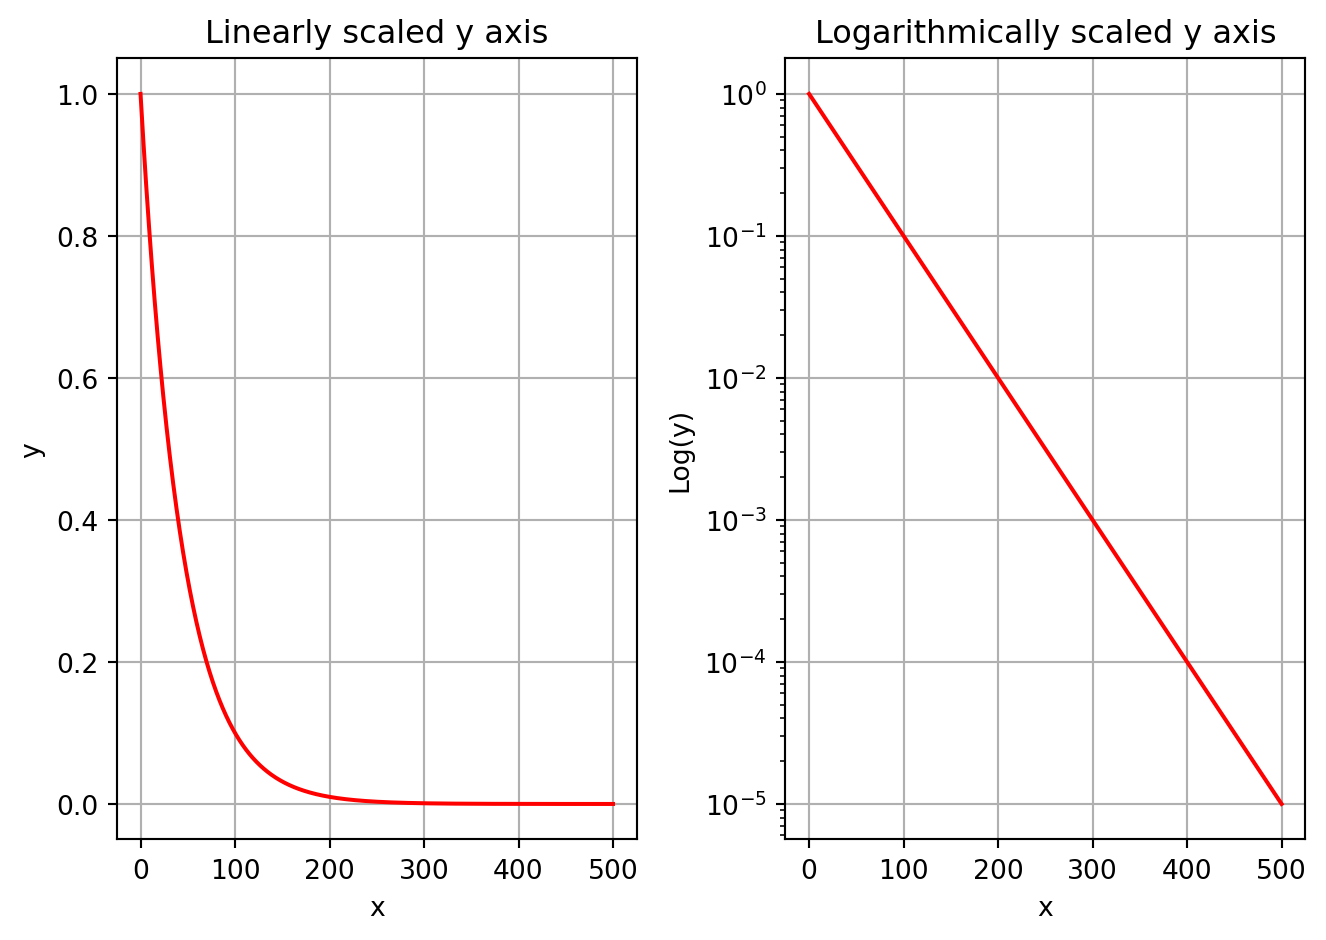 Linearly scaled y axis
1.0
0.8
0.6
0.4
0.2
0.0
y
0 100 200 300 400 500
x
Logarithmically scaled y axis
10⁰
10⁻¹
10⁻²
10⁻³
10⁻⁴
10⁻⁵
Log(y)
0 100 200 300 400 500
x